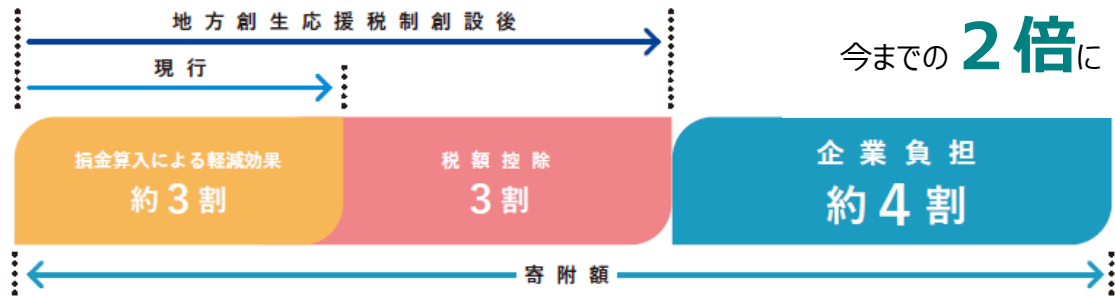 地方創生応援税制創設後
今までの2倍に
現行
損金算入による軽減効果
約3割
税額控除
3割
企業負担
約4割
寄附額